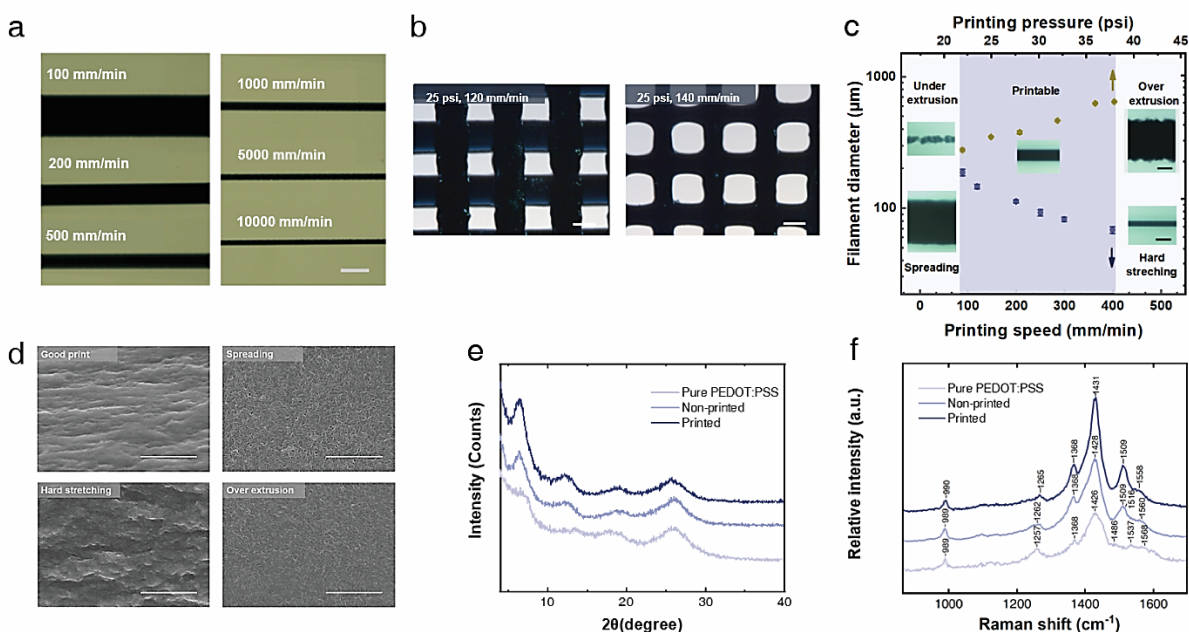 a
100 mm/min
200 mm/min
500 mm/min
1000 mm/min
5000 mm/min
10000 mm/min
b
25 psi, 120 mm/min
25 psi, 140 mm/min
c
Printing pressure (psi)
20 25 30 35 40 45
Filament diameter (µm)
1000
100
Under
extrusion
Printable
Over
extrusion
Spreading
Hard
streching
0 100 200 300 400 500
Printing speed (mm/min)
d
Good print
Spreading
Hard stretching
Over extrusion
e
Intensity (Counts)
Pure PEDOT:PSS
Non-printed
Printed
10 20 30 40
2θ(degree)
f
Relative intensity (a.u.)
Pure PEDOT:PSS
Non-printed
Printed
990
1265
1368
1431
1509
1558
989
1262
1368
1428
1509
1516
1560
989
1257
1368
1426
1486
1537
1568
1000 1200 1400 1600
Raman shift (cm⁻¹)